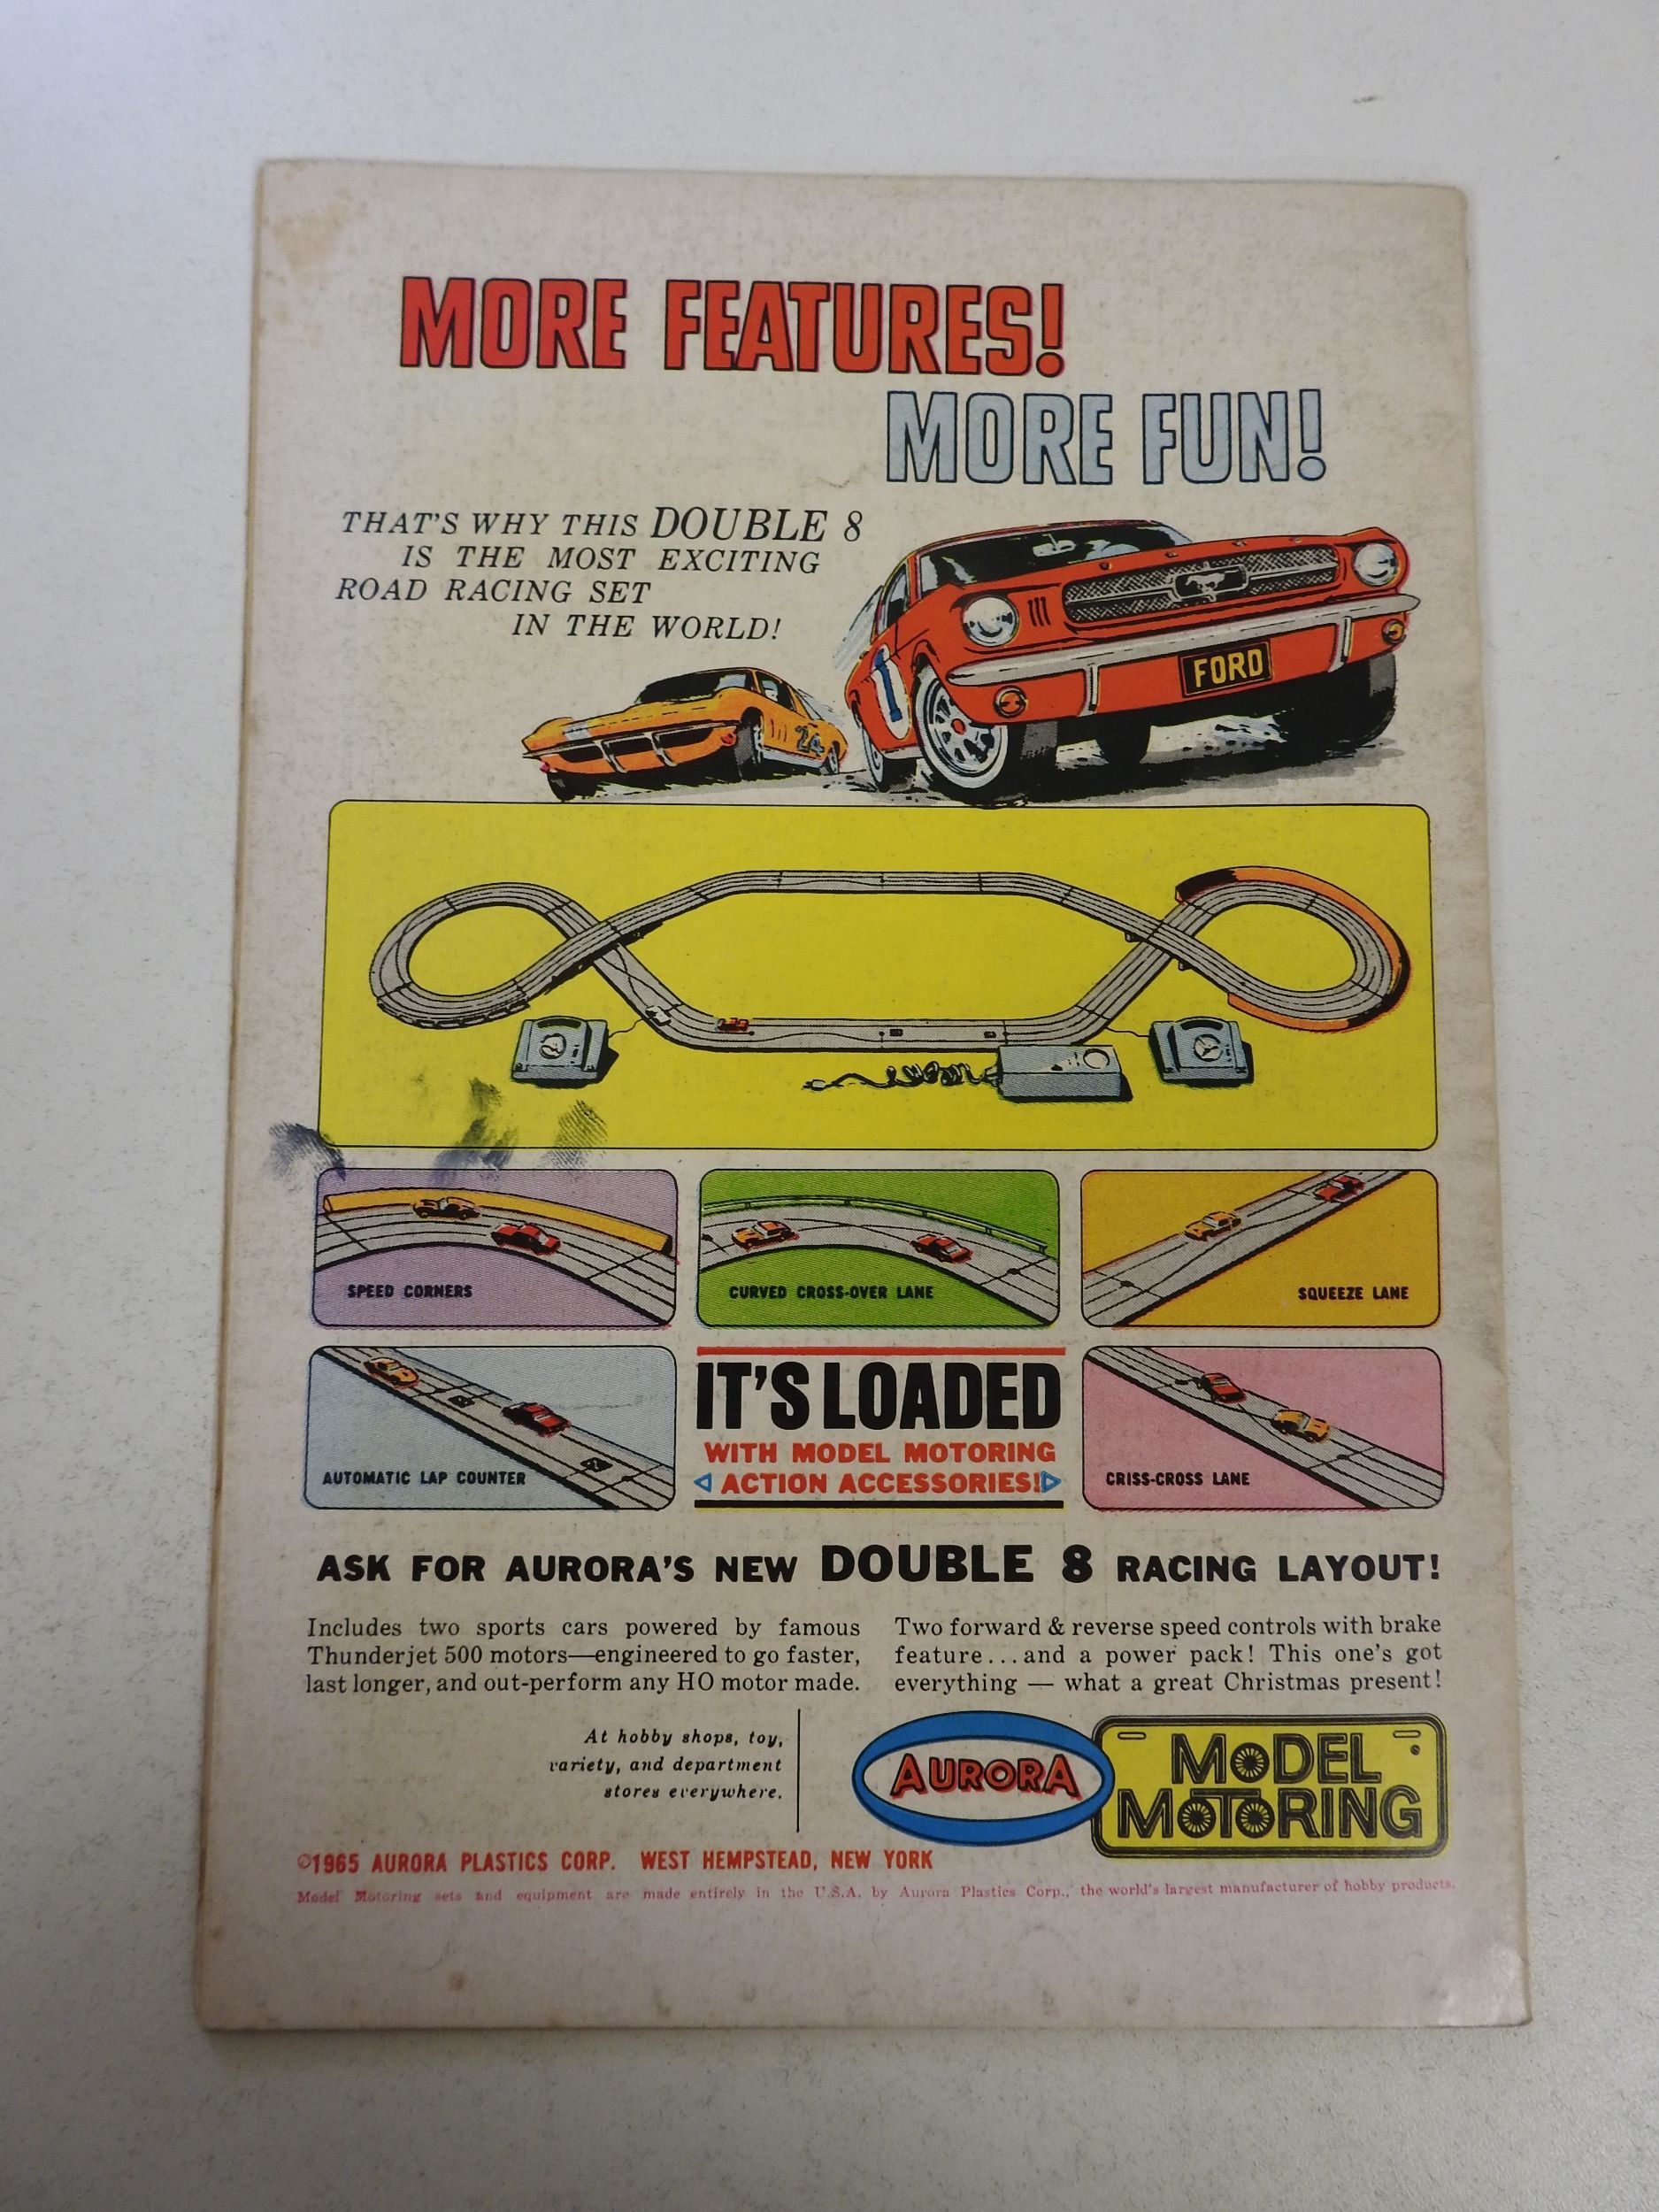 MORE FEATURES!
MORE FUN!
THAT'S WHY THIS DOUBLE 8
IS THE MOST EXCITING
ROAD RACING SET
IN THE WORLD!
1
FORD
24
SPEED CORNERS
CURVED CROSS-OVER LANE
SQUEEZE LANE
AUTOMATIC LAP COUNTER
IT'S LOADED
WITH MODEL MOTORING
ACTION ACCESSORIES!
CRISS-CROSS LANE
ASK FOR AURORA'S NEW DOUBLE 8 RACING LAYOUT!
Includes two sports cars powered by famous
Thunderjet 500 motors—engineered to go faster,
last longer, and out-perform any HO motor made.
Two forward & reverse speed controls with brake
feature...and a power pack! This one's got
everything — what a great Christmas present!
At hobby shops, toy,
variety, and department
stores everywhere.
AURORA
MODEL
MOTORING
©1965 AURORA PLASTICS CORP. WEST HEMPSTEAD, NEW YORK
Model Motoring sets and equipment are made entirely in the U.S.A. by Aurora Plastics Corp., the world's largest manufacturer of hobby products.